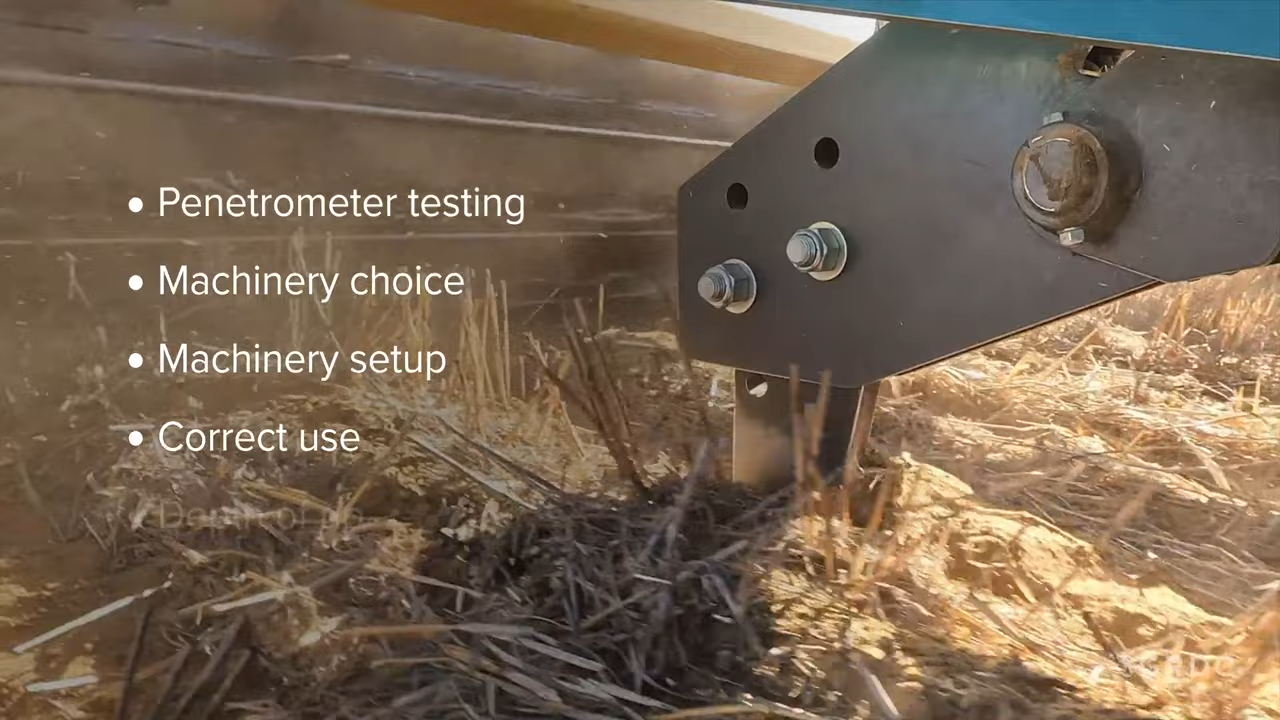 • Penetrometer testing
• Machinery choice
• Machinery setup
• Correct use